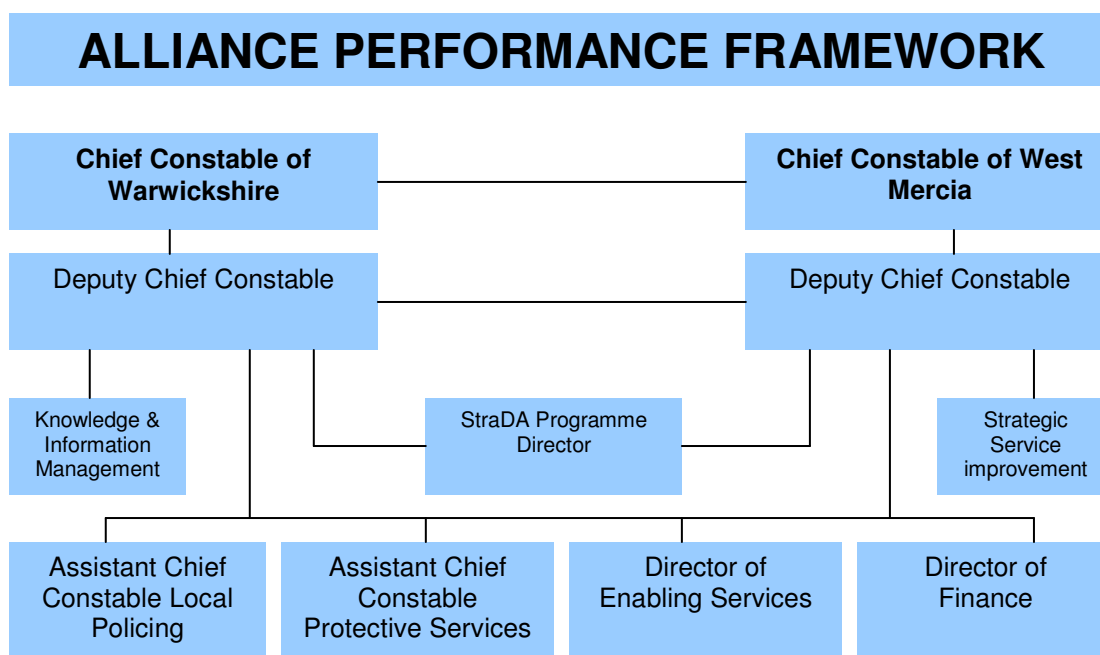 ALLIANCE PERFORMANCE FRAMEWORK
Chief Constable of
Warwickshire
Chief Constable of West
Mercia
Deputy Chief Constable
Deputy Chief Constable
Knowledge &
Information
Management
StraDA Programme
Director
Strategic
Service
improvement
Assistant Chief
Constable Local
Policing
Assistant Chief
Constable
Protective Services
Director of
Enabling Services
Director of
Finance